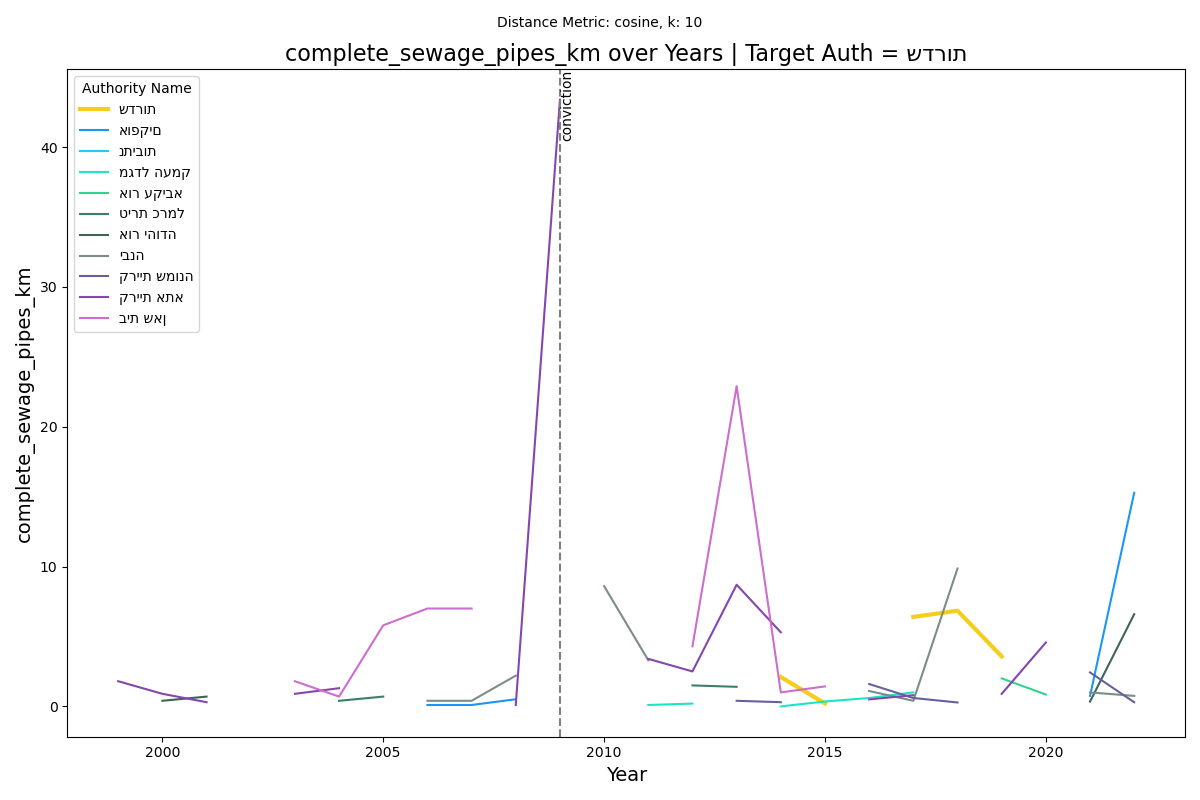 Distance Metric: cosine, k: 10
complete_sewage_pipes_km over Years | Target Auth = שדרות
Authority Name
שדרות
אופקים
נתיבות
מגדל העמק
אור עקיבא
טירת כרמל
אור יהודה
יבנה
קריית שמונה
קריית אתא
בית שאן
conviction
complete_sewage_pipes_km
40
30
20
10
0
2000
2005
2010
2015
2020
Year